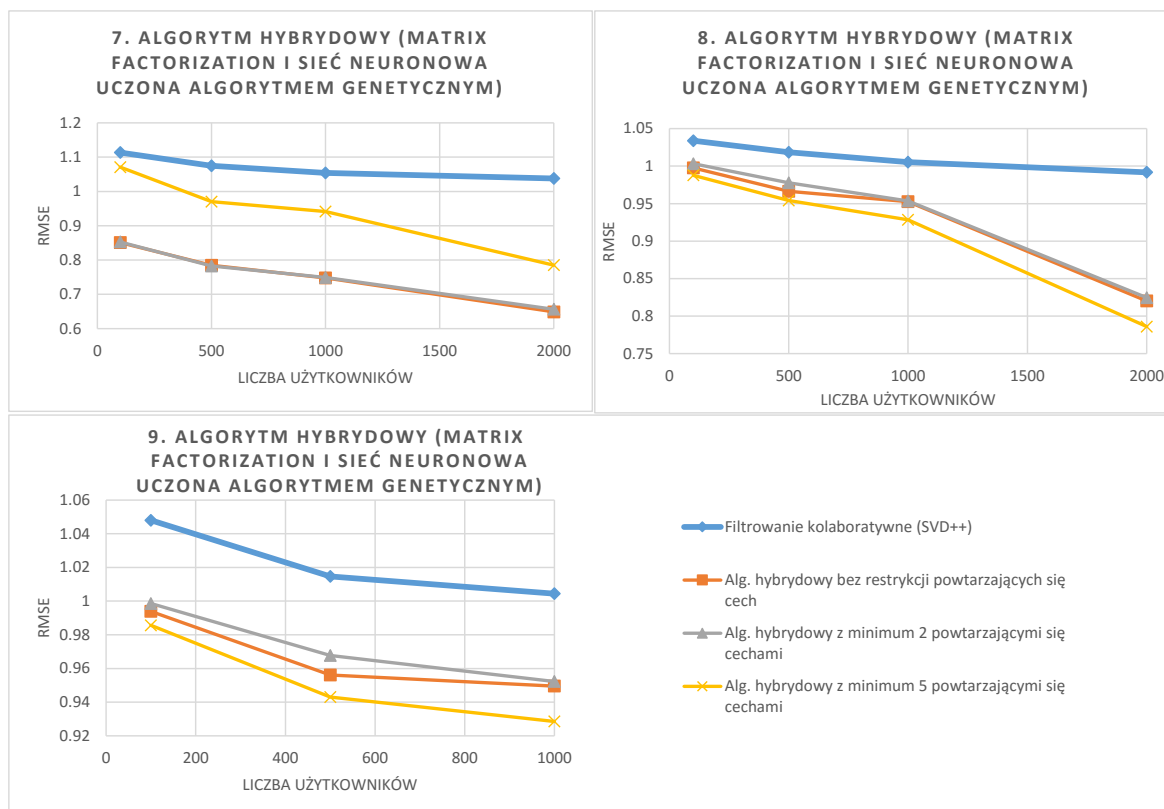 7. ALGORYTM HYBRYDOWY (MATRIX
FACTORIZATION I SIEĆ NEURONOWA
UCZONA ALGORYTMEM GENETYCZNYM)
1.2
1.1
1
0.9
0.8
0.7
0.6
RMSE
0
500
1000
1500
2000
LICZBA UŻYTKOWNIKÓW
8. ALGORYTM HYBRYDOWY (MATRIX
FACTORIZATION I SIEĆ NEURONOWA
UCZONA ALGORYTMEM GENETYCZNYM)
1.05
1
0.95
0.9
0.85
0.8
0.75
RMSE
0
500
1000
1500
2000
LICZBA UŻYTKOWNIKÓW
9. ALGORYTM HYBRYDOWY (MATRIX
FACTORIZATION I SIEĆ NEURONOWA
UCZONA ALGORYTMEM GENETYCZNYM)
1.06
1.04
1.02
1
0.98
0.96
0.94
0.92
RMSE
0
200
400
600
800
1000
LICZBA UŻYTKOWNIKÓW
Filtrowanie kolaboratywne (SVD++)
Alg. hybrydowy bez restrykcji powtarzających się
cech
Alg. hybrydowy z minimum 2 powtarzającymi się
cechami
Alg. hybrydowy z minimum 5 powtarzającymi się
cechami